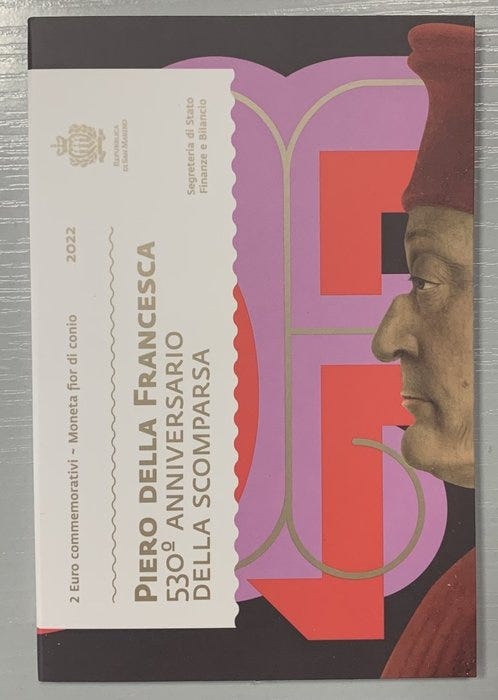 REPUBBLICA
DI SAN MARINO
Segreteria di Stato
Finanze e Bilancio
2 Euro commemorativi ~ Moneta fior di conio 2022
PIERO DELLA FRANCESCA
530º ANNIVERSARIO
DELLA SCOMPARSA